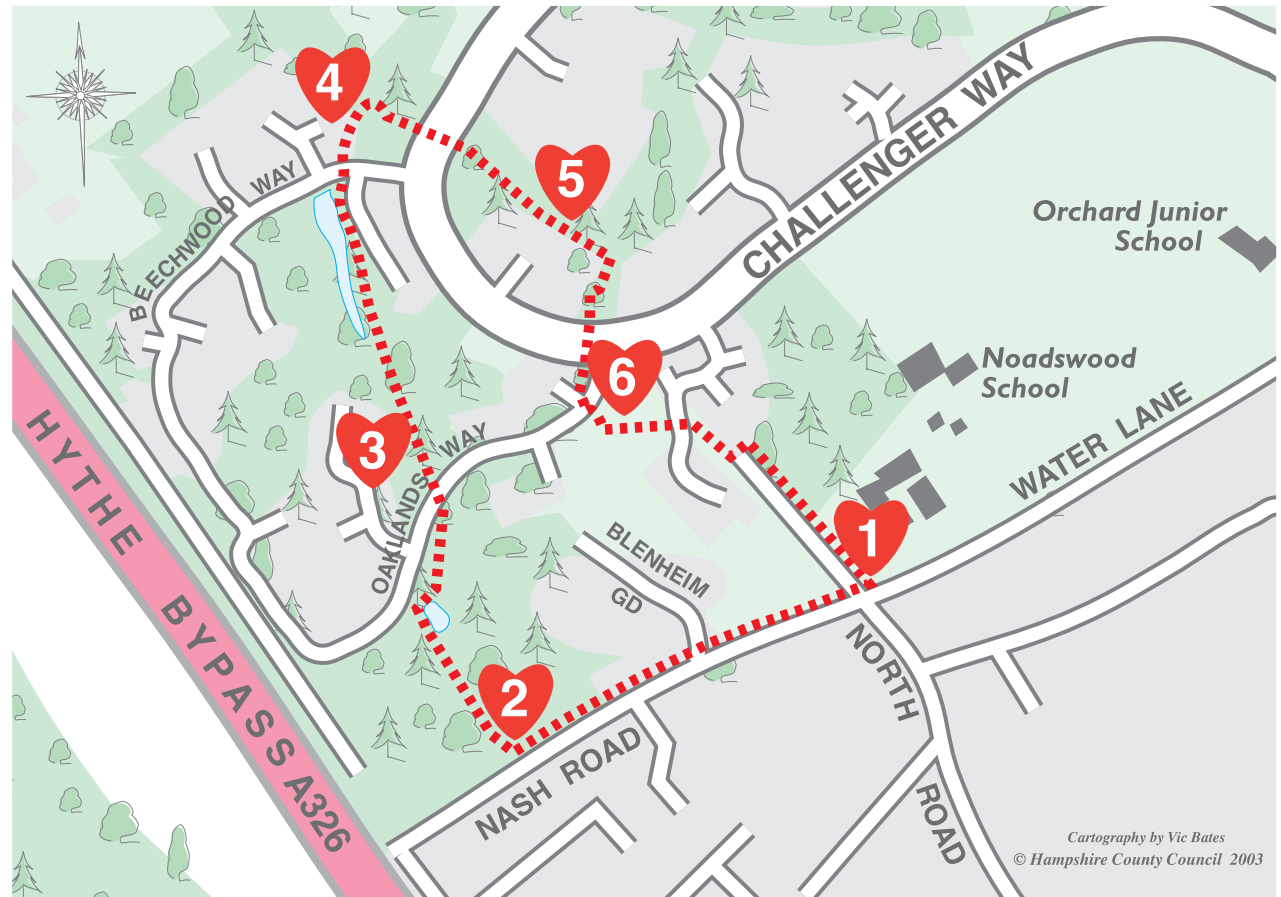 4
5
CHALLENGER WAY
BEECHWOOD WAY
Orchard Junior
School
6
Noadswood
School
3
OAKLANDS WAY
WATER LANE
HYTHE BYPASS A326
1
BLENHEIM
GD
2
NORTH
ROAD
NASH ROAD
Cartography by Vic Bates
© Hampshire County Council 2003